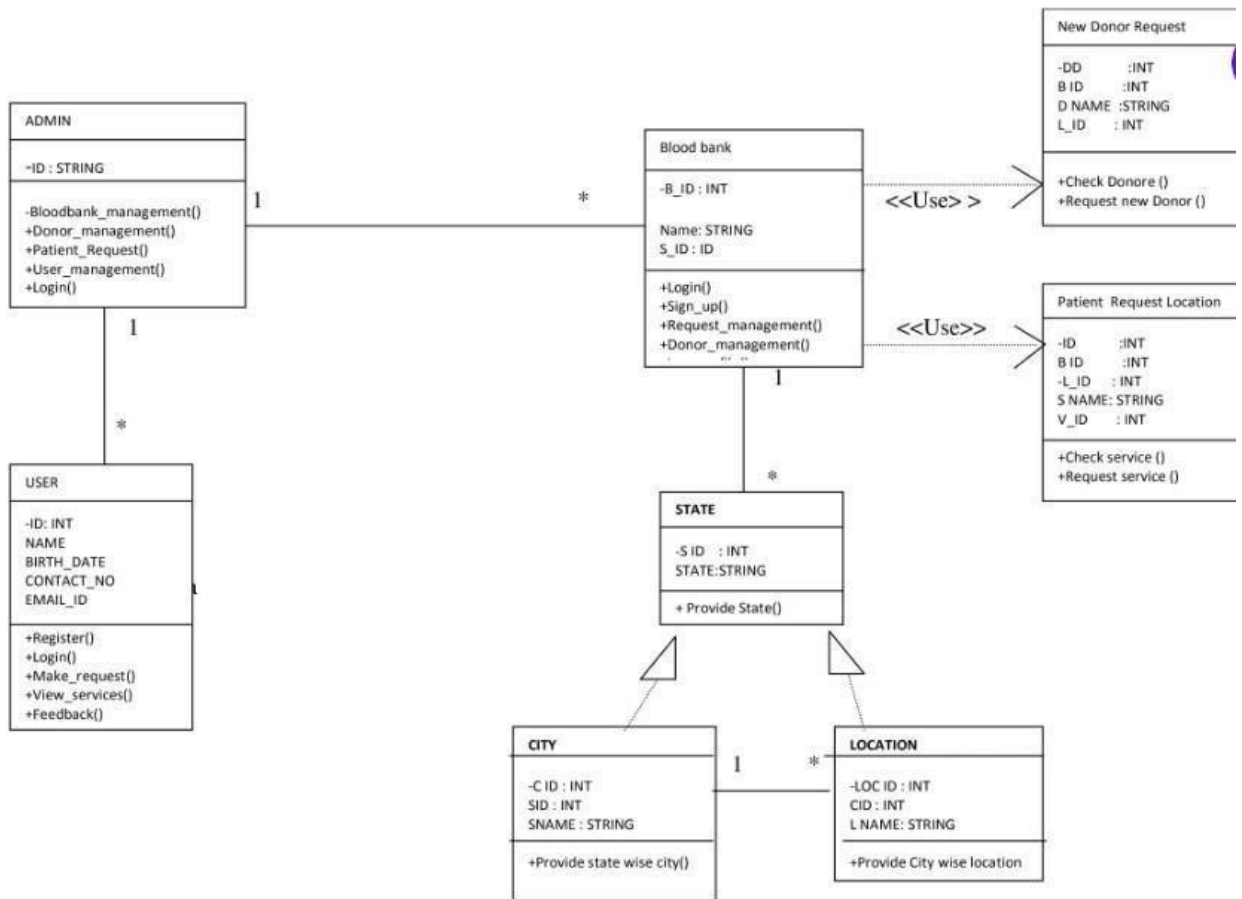 New Donor Request
-DD :INT
B ID :INT
D NAME :STRING
L_ID : INT
+Check Donore ()
+Request new Donor ()
ADMIN
-ID : STRING
-Bloodbank_management()
+Donor_management()
+Patient_Request()
+User_management()
+Login()
1
*
Blood bank
-B_ID : INT
Name: STRING
S_ID : ID
+Login()
+Sign_up()
+Request_management()
+Donor_management()
<<Use> >
<<Use>>
Patient Request Location
-ID :INT
B ID :INT
-L_ID : INT
S NAME: STRING
V_ID : INT
+Check service ()
+Request service ()
1
*
USER
-ID: INT
NAME
BIRTH_DATE
CONTACT_NO
EMAIL_ID
+Register()
+Login()
+Make_request()
+View_services()
+Feedback()
1
*
STATE
-S ID : INT
STATE:STRING
+ Provide State()
CITY
-C ID : INT
SID : INT
SNAME : STRING
+Provide state wise city()
1
*
LOCATION
-LOC ID : INT
CID : INT
L NAME: STRING
+Provide City wise location